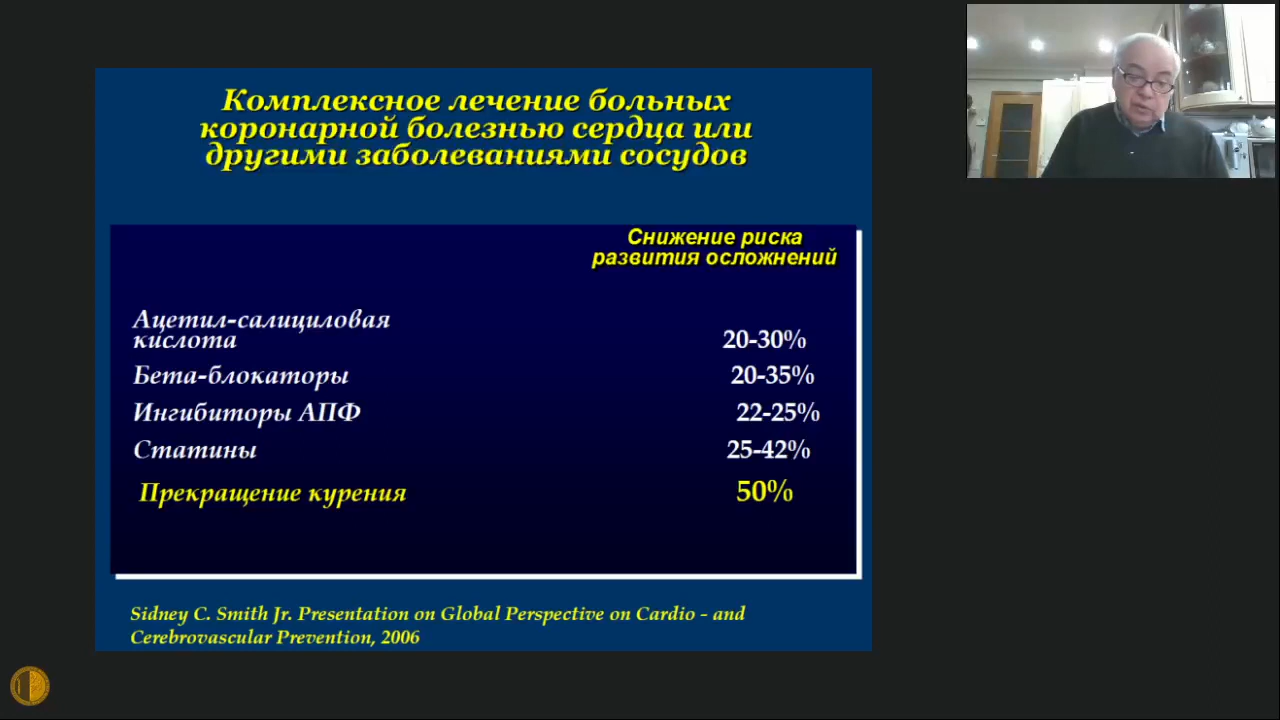 Комплексное лечение больных
коронарной болезнью сердца или
другими заболеваниями сосудов
Снижение риска
развития осложнений
Ацетил-салициловая
кислота 20-30%
Бета-блокаторы 20-35%
Ингибиторы АПФ 22-25%
Статины 25-42%
Прекращение курения 50%
Sidney C. Smith Jr. Presentation on Global Perspective on Cardio - and
Cerebrovascular Prevention, 2006